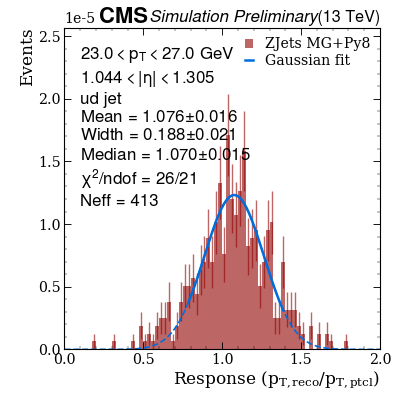 1e-5 CMS Simulation Preliminary (13 TeV)
Events
23.0 < pT < 27.0 GeV
1.044 < |η| < 1.305
ud jet
Mean = 1.076±0.016
Width = 0.188±0.021
Median = 1.070±0.015
χ²/ndof = 26/21
Neff = 413
ZJets MG+Py8
Gaussian fit
2.5
2.0
1.5
1.0
0.5
0.0
0.0 0.5 1.0 1.5 2.0
Response (pT,reco/pT,ptcl)